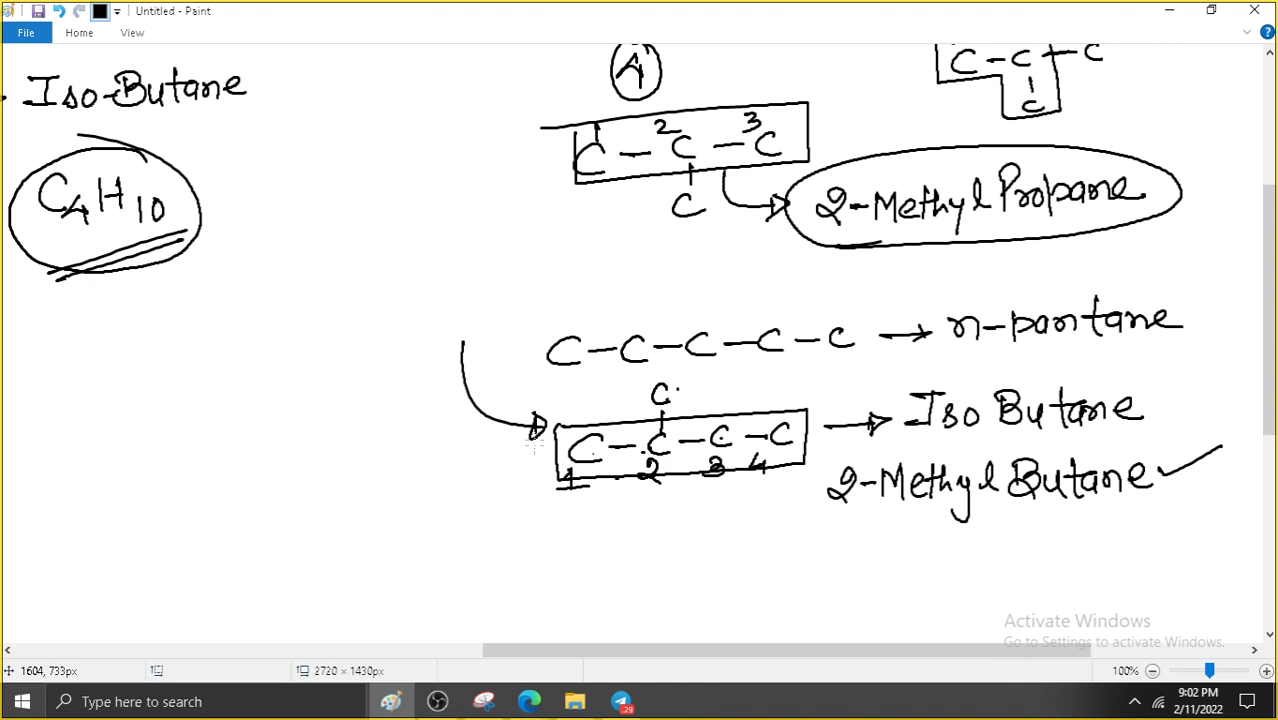 Untitled - Paint
File Home View
Iso-Butane
C4H10
A
C - C - C
C
1 2 3
C - C - C
C
2-Methyl Propane
C - C - C - C - C → n-pantane
C
C - C - C - C → Iso Butane
1 2 3 4
2-Methyl Butane ✓
Activate Windows
Go to Settings to activate Windows.
1604, 733px
2720 × 1430px
100%
Type here to search
29
9:02 PM
2/11/2022